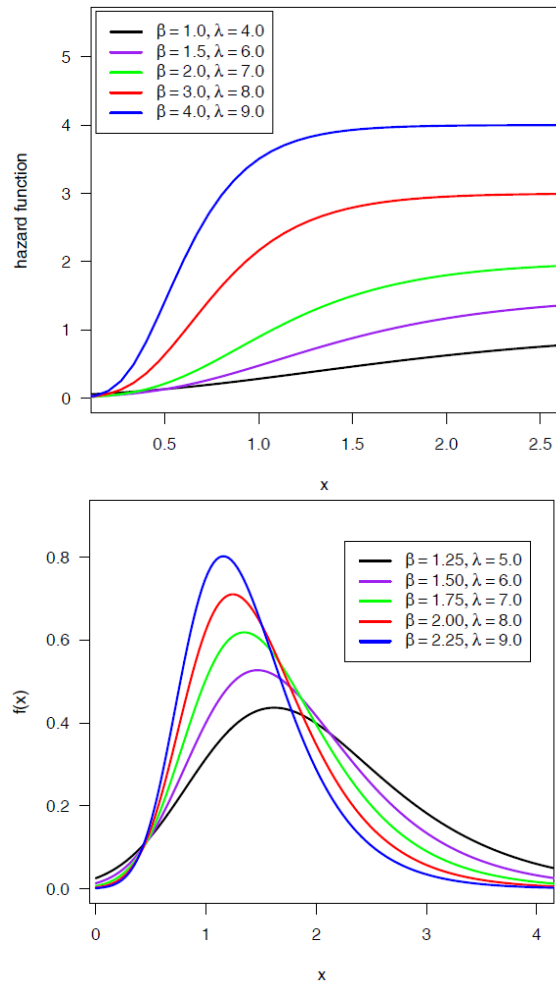 β = 1.0, λ = 4.0
β = 1.5, λ = 6.0
β = 2.0, λ = 7.0
β = 3.0, λ = 8.0
β = 4.0, λ = 9.0
5
4
3
2
1
0
hazard function
0.5 1.0 1.5 2.0 2.5
x
β = 1.25, λ = 5.0
β = 1.50, λ = 6.0
β = 1.75, λ = 7.0
β = 2.00, λ = 8.0
β = 2.25, λ = 9.0
0.8
0.6
0.4
0.2
0.0
f(x)
0 1 2 3 4
x